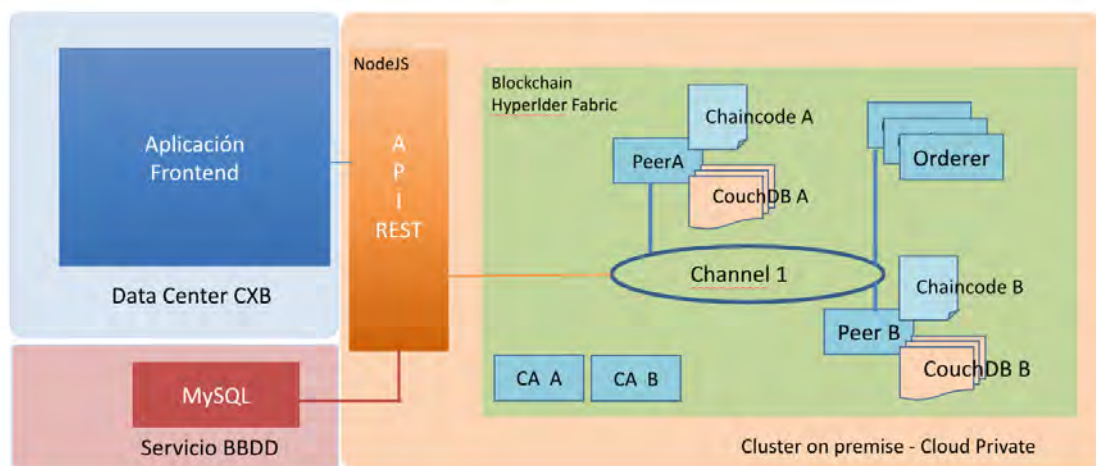 Aplicación
Frontend
Data Center CXB
MySQL
Servicio BBDD
NodeJS
A
P
I
REST
Blockchain
Hyperlder Fabric
Chaincode A
PeerA
CouchDB A
Orderer
Channel 1
Chaincode B
Peer B
CouchDB B
CA A
CA B
Cluster on premise - Cloud Private